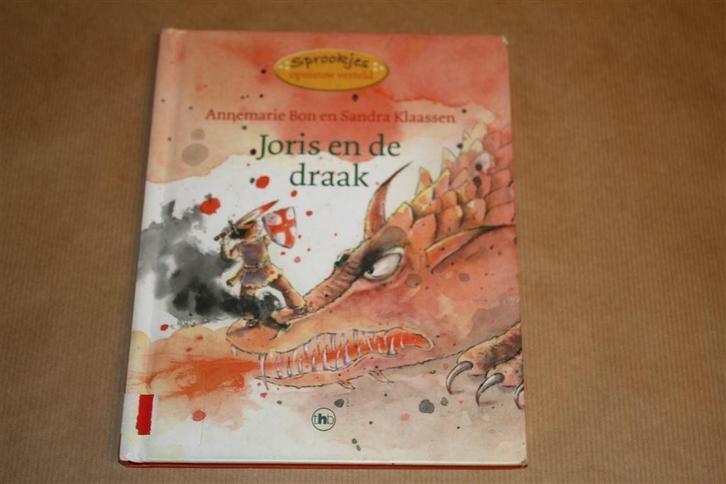 Sprookjes
opnieuw verteld
Annemarie Bon en Sandra Klaassen
Joris en de
draak
thb